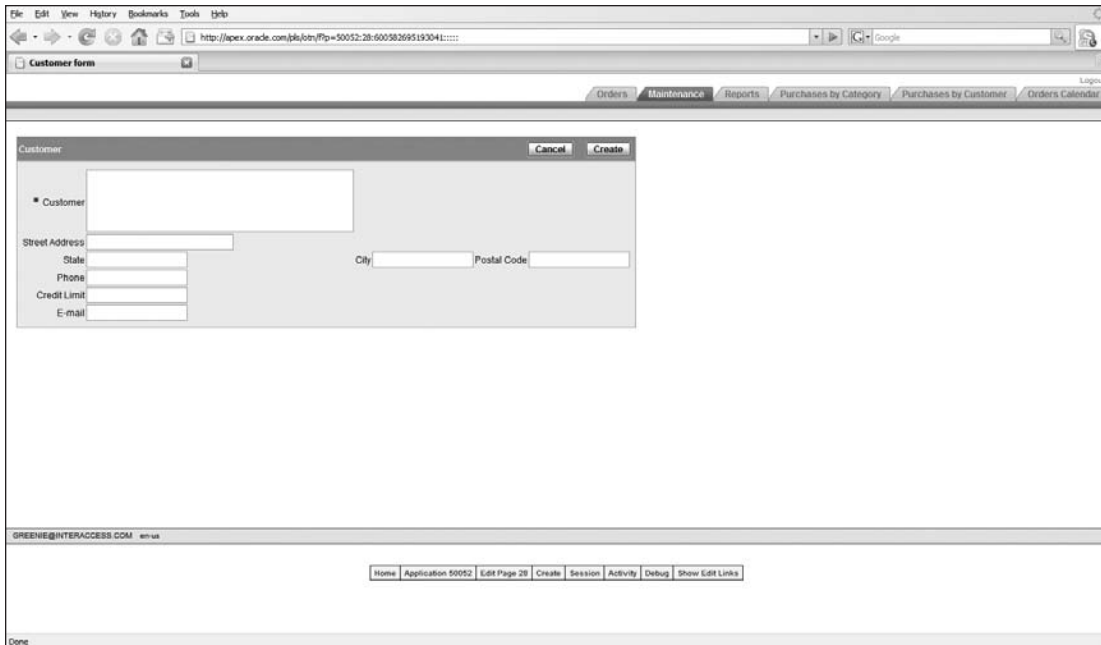 File Edit View History Bookmarks Tools Help
http://apex.oracle.com/pls/otn/f?p=50052:28:600582695193041:::::
Google
Customer form
Logou
Orders Maintenance Reports Purchases by Category Purchases by Customer Orders Calendar
Customer Cancel Create
* Customer
Street Address
State City Postal Code
Phone
Credit Limit
E-mail
GREENIE@INTERACCESS.COM en-us
Home Application 50052 Edit Page 28 Create Session Activity Debug Show Edit Links
Done